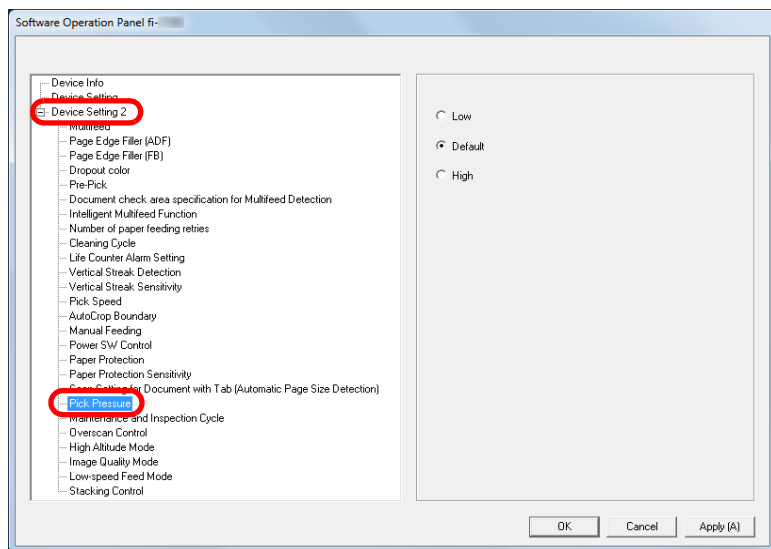 Software Operation Panel fi-
Device Info
Device Setting
Device Setting 2
Multifeed
Page Edge Filler (ADF)
Page Edge Filler (FB)
Dropout color
Pre-Pick
Document check area specification for Multifeed Detection
Intelligent Multifeed Function
Number of paper feeding retries
Cleaning Cycle
Life Counter Alarm Setting
Vertical Streak Detection
Vertical Streak Sensitivity
Pick Speed
AutoCrop Boundary
Manual Feeding
Power SW Control
Paper Protection
Paper Protection Sensitivity
Scan Setting for Document with Tab (Automatic Page Size Detection)
Pick Pressure
Maintenance and Inspection Cycle
Overscan Control
High Altitude Mode
Image Quality Mode
Low-speed Feed Mode
Stacking Control
Low
Default
High
OK
Cancel
Apply (A)